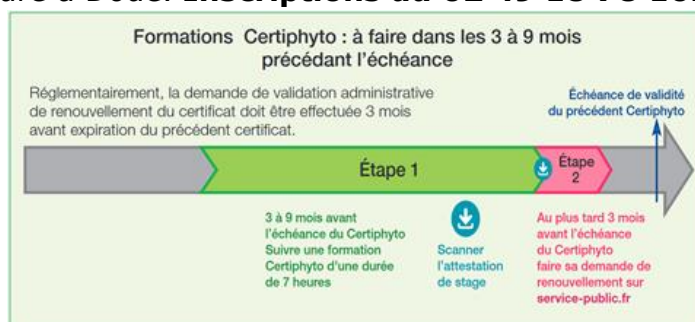 Formations Certiphyto : à faire dans les 3 à 9 mois
précédant l'échéance
Réglementairement, la demande de validation administrative
de renouvellement du certificat doit être effectuée 3 mois
avant expiration du précédent certificat.
Échéance de validité
du précédent Certiphyto
Étape 1
Étape
2
3 à 9 mois avant
l'échéance du Certiphyto
Suivre une formation
Certiphyto d'une durée
de 7 heures
Scanner
l'attestation
de stage
Au plus tard 3 mois
avant l'échéance
du Certiphyto
faire sa demande de
renouvellement sur
service-public.fr